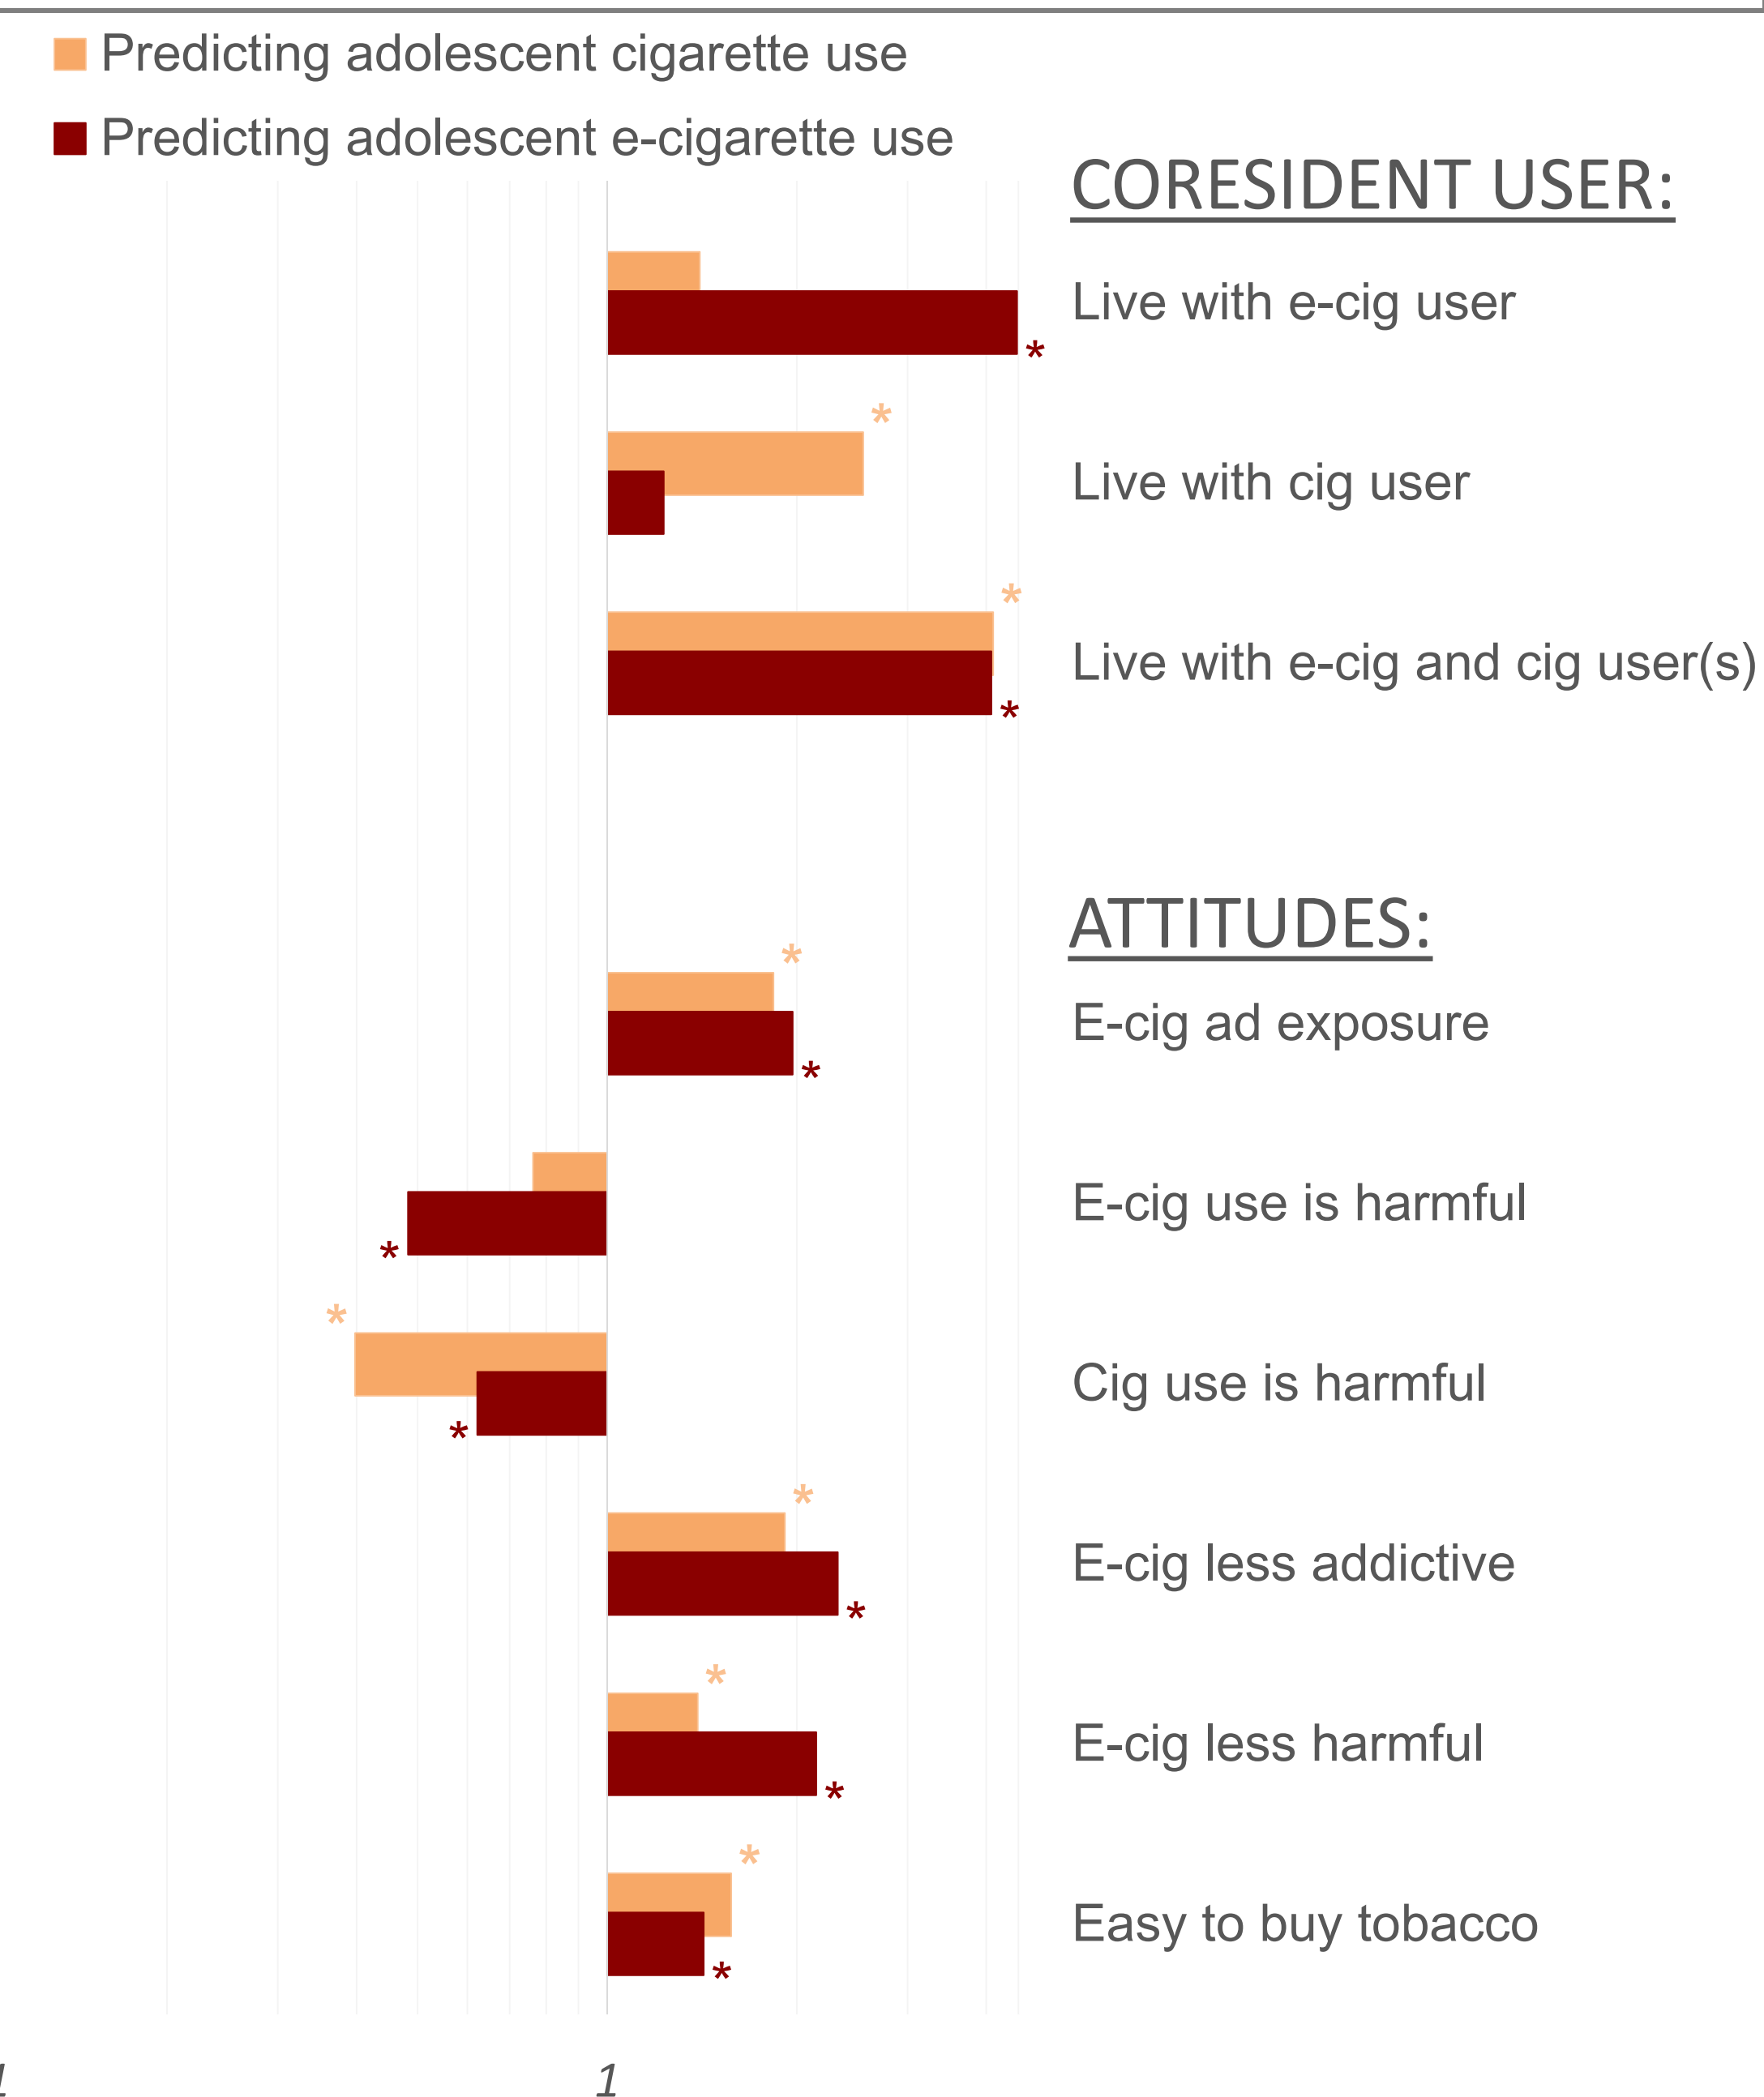 Predicting adolescent cigarette use
Predicting adolescent e-cigarette use
CORESIDENT USER:
Live with e-cig user
*
*
Live with cig user
*
Live with e-cig and cig user(s)
*
ATTITUDES:
*
E-cig ad exposure
*
E-cig use is harmful
*
*
Cig use is harmful
*
*
E-cig less addictive
*
*
E-cig less harmful
*
*
Easy to buy tobacco
*
1